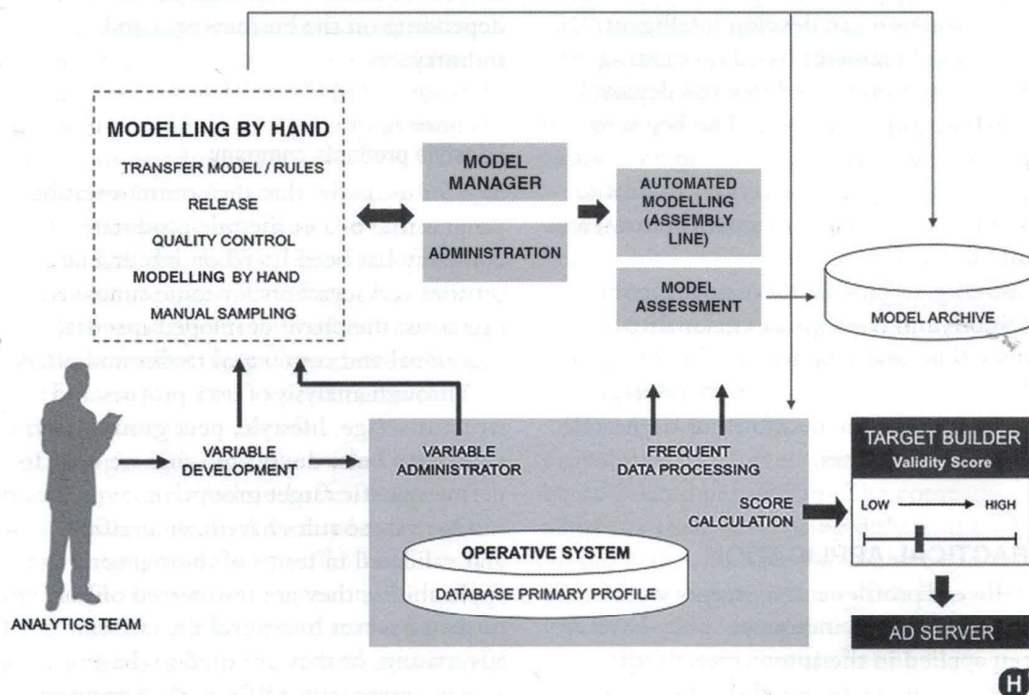 MODELLING BY HAND
TRANSFER MODEL / RULES
RELEASE
QUALITY CONTROL
MODELLING BY HAND
MANUAL SAMPLING
MODEL
MANAGER
ADMINISTRATION
AUTOMATED
MODELLING
(ASSEMBLY
LINE)
MODEL
ASSESSMENT
MODEL ARCHIVE
VARIABLE
DEVELOPMENT
VARIABLE
ADMINISTRATOR
FREQUENT
DATA PROCESSING
SCORE
CALCULATION
OPERATIVE SYSTEM
DATABASE PRIMARY PROFILE
TARGET BUILDER
Validity Score
LOW
HIGH
AD SERVER
ANALYTICS TEAM
H